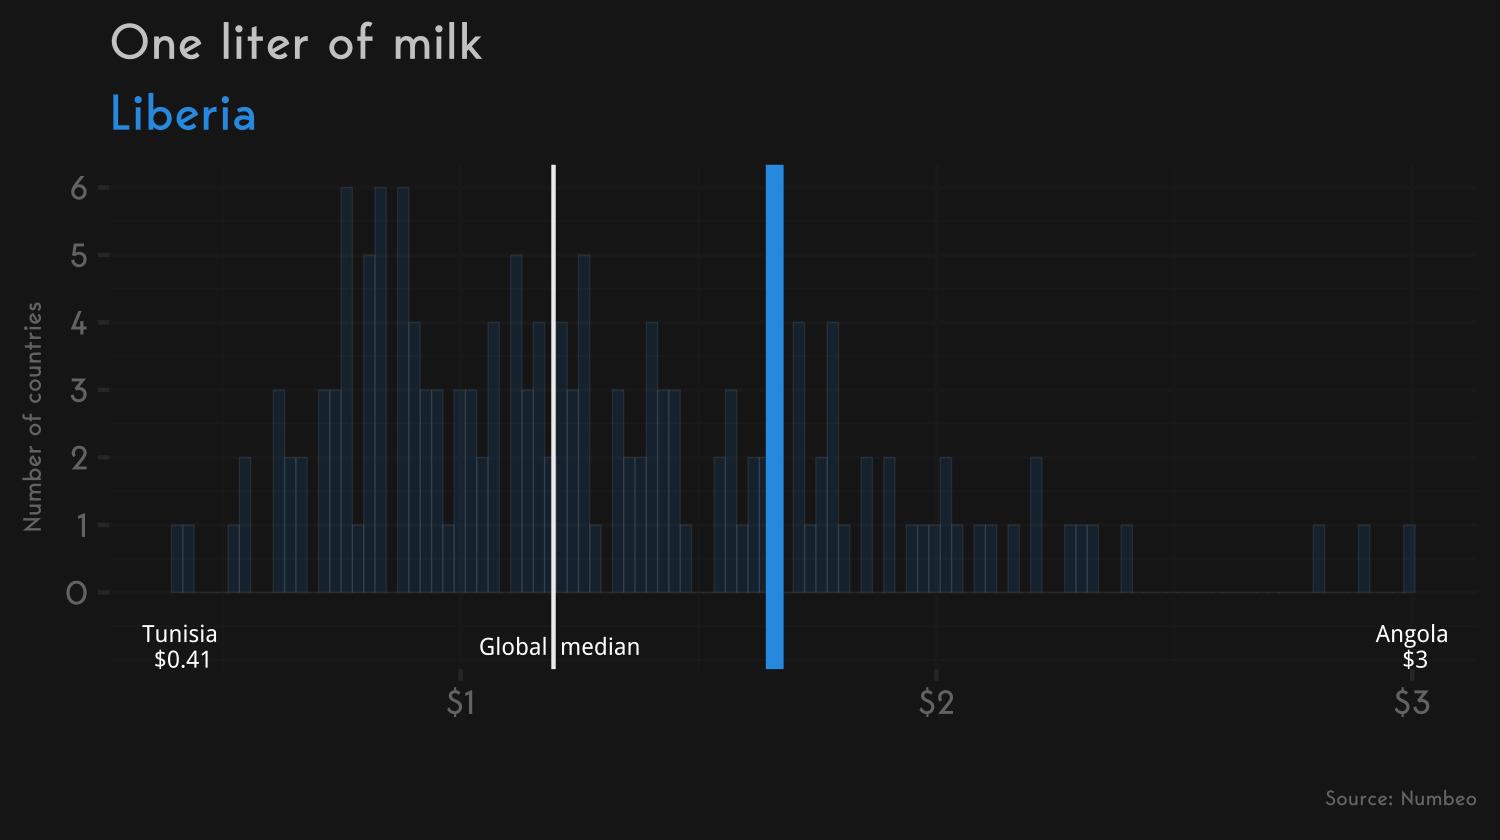 One liter of milk
Liberia
Number of countries
6
5
4
3
2
1
0
Tunisia
$0.41
Global median
Angola
$3
$1
$2
$3
Source: Numbeo